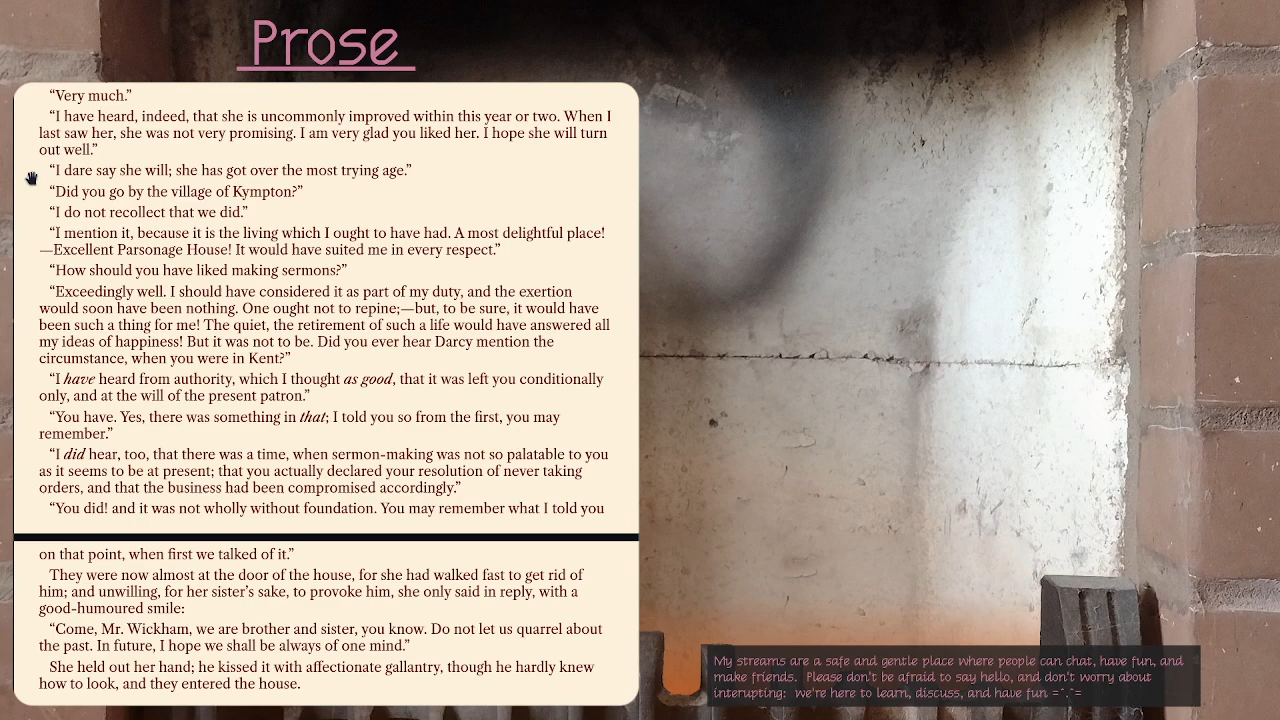 Prose
“Very much.”
“I have heard, indeed, that she is uncommonly improved within this year or two. When I
last saw her, she was not very promising. I am very glad you liked her. I hope she will turn
out well.”
“I dare say she will; she has got over the most trying age.”
“Did you go by the village of Kympton?”
“I do not recollect that we did.”
“I mention it, because it is the living which I ought to have had. A most delightful place!
—Excellent Parsonage House! It would have suited me in every respect.”
“How should you have liked making sermons?”
“Exceedingly well. I should have considered it as part of my duty, and the exertion
would soon have been nothing. One ought not to repine;—but, to be sure, it would have
been such a thing for me! The quiet, the retirement of such a life would have answered all
my ideas of happiness! But it was not to be. Did you ever hear Darcy mention the
circumstance, when you were in Kent?”
“I have heard from authority, which I thought as good, that it was left you conditionally
only, and at the will of the present patron.”
“You have. Yes, there was something in that; I told you so from the first, you may
remember.”
“I did hear, too, that there was a time, when sermon-making was not so palatable to you
as it seems to be at present; that you actually declared your resolution of never taking
orders, and that the business had been compromised accordingly.”
“You did! and it was not wholly without foundation. You may remember what I told you
on that point, when first we talked of it.”
They were now almost at the door of the house, for she had walked fast to get rid of
him; and unwilling, for her sister’s sake, to provoke him, she only said in reply, with a
good-humoured smile:
“Come, Mr. Wickham, we are brother and sister, you know. Do not let us quarrel about
the past. In future, I hope we shall be always of one mind.”
She held out her hand; he kissed it with affectionate gallantry, though he hardly knew
how to look, and they entered the house.
My streams are a safe and gentle place where people can chat, have fun, and
make friends.  Please don't be afraid to say hello, and don't worry about
interupting:  we're here to learn, discuss, and have fun =^.^=